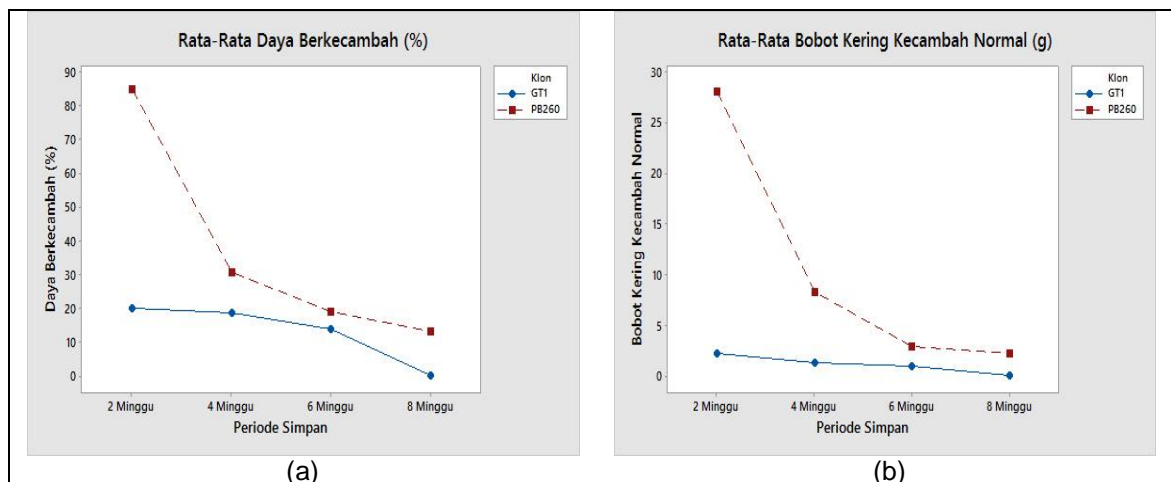 Rata-Rata Daya Berkecambah (%)
90
80
70
60
50
40
30
20
10
0
Daya Berkecambah (%)
2 Minggu
4 Minggu
6 Minggu
8 Minggu
Periode Simpan
Klon
GT1
PB260
(a)
Rata-Rata Bobot Kering Kecambah Normal (g)
30
25
20
15
10
5
0
Bobot Kering Kecambah Normal
2 Minggu
4 Minggu
6 Minggu
8 Minggu
Periode Simpan
Klon
GT1
PB260
(b)